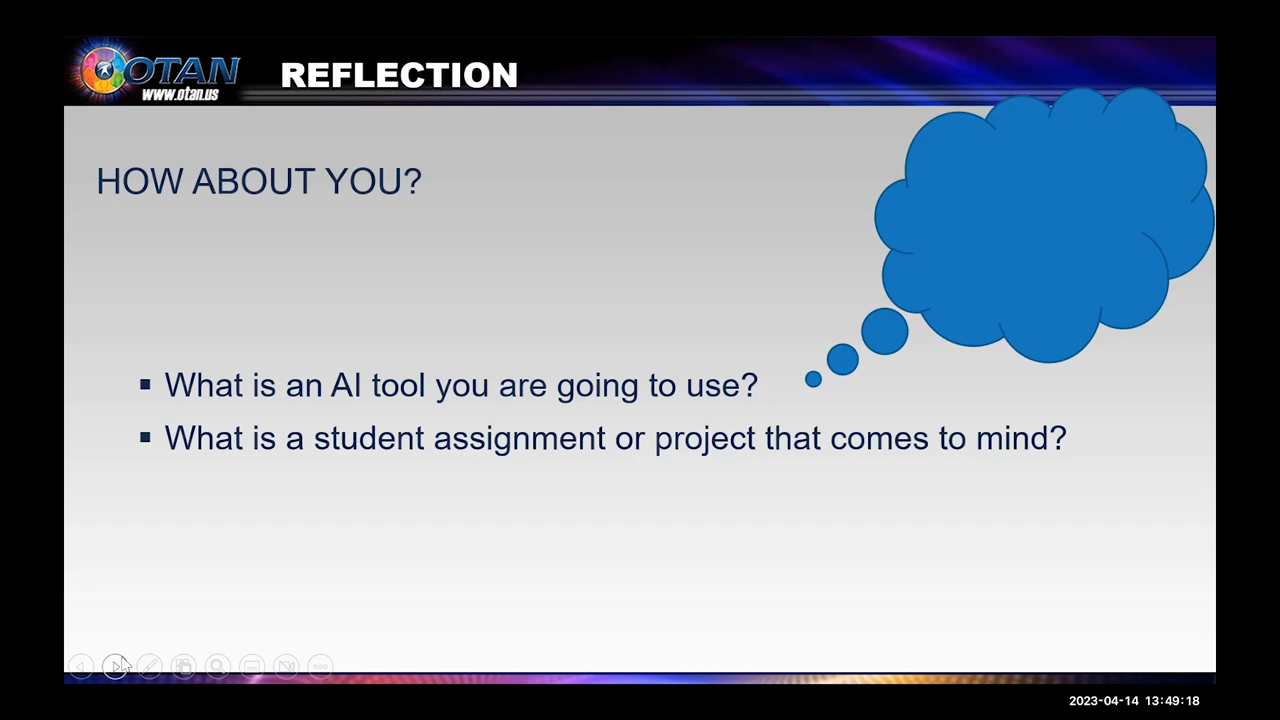 OTAN
www.otan.us
REFLECTION
HOW ABOUT YOU?
What is an AI tool you are going to use?
What is a student assignment or project that comes to mind?
2023-04-14 13:49:18